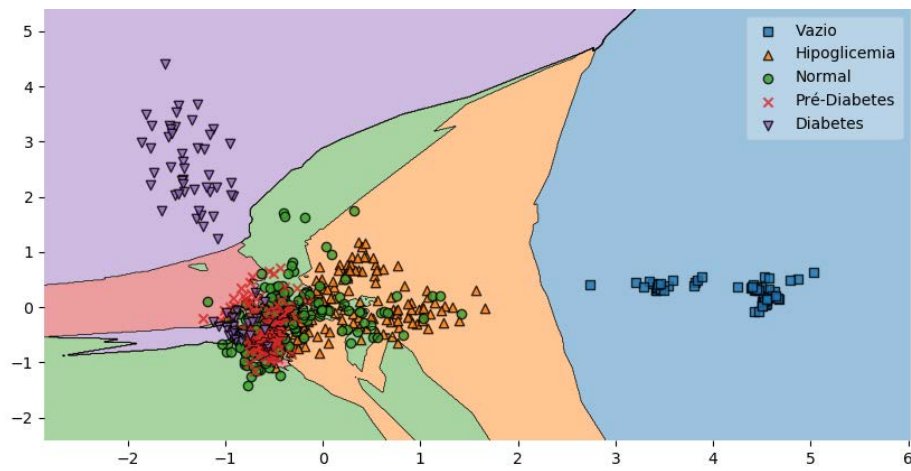 5
4
3
2
1
0
−1
−2
Vazio
Hipoglicemia
Normal
Pré-Diabetes
Diabetes
−2 −1 0 1 2 3 4 5 6